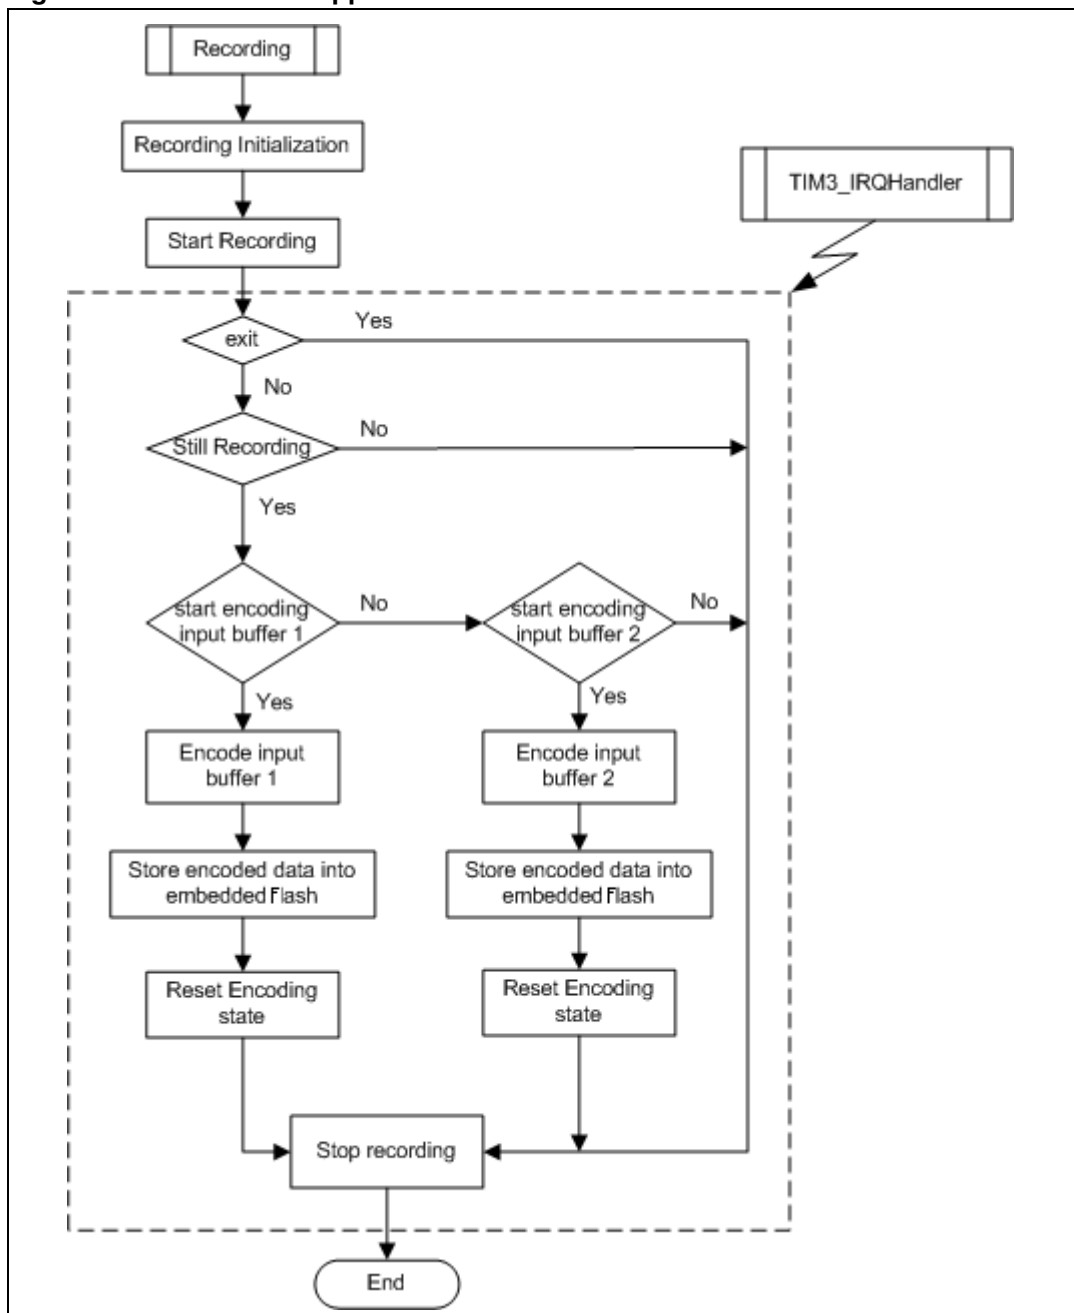 Recording
Recording Initialization
TIM3_IRQHandler
Start Recording
Yes
exit
No
No
Still Recording
Yes
start encoding
input buffer 1
No
start encoding
input buffer 2
No
Yes
Yes
Encode input
buffer 1
Encode input
buffer 2
Store encoded data into
embedded Flash
Store encoded data into
embedded Flash
Reset Encoding
state
Reset Encoding
state
Stop recording
End